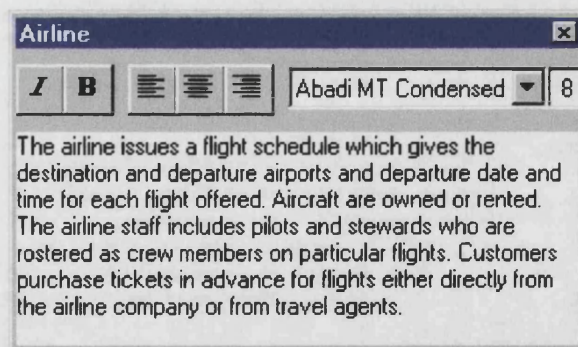 Airline
I B Abadi MT Condensed 8
The airline issues a flight schedule which gives the
destination and departure airports and departure date and
time for each flight offered. Aircraft are owned or rented.
The airline staff includes pilots and stewards who are
rostered as crew members on particular flights. Customers
purchase tickets in advance for flights either directly from
the airline company or from travel agents.